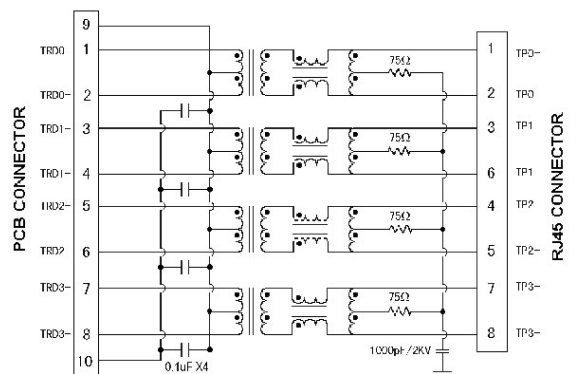 9
TRD0 1 75Ω 1 TP0-
TRD0- 2 2 TP0
TRD1- 3 75Ω 3 TP1
TRD1- 4 6 TP1
TRD2- 5 75Ω 4 TP2
TRD2 6 5 TP2-
TRD3- 7 75Ω 7 TP3-
TRD3- 8 8 TP3-
1000pF/2KV
10
0.1uF X4
PCB CONNECTOR
RJ45 CONNECTOR